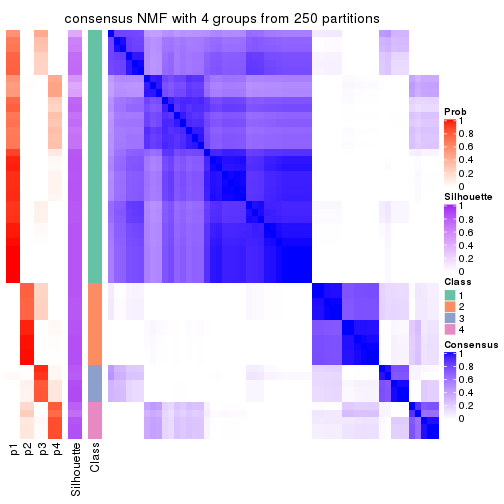 consensus NMF with 4 groups from 250 partitions
Prob
1
0.8
0.6
0.4
0.2
0
Silhouette
1
0.8
0.6
0.4
0.2
0
Class
1
2
3
4
Consensus
1
0.8
0.6
0.4
0.2
0
p1
p2
p3
p4
Silhouette
Class